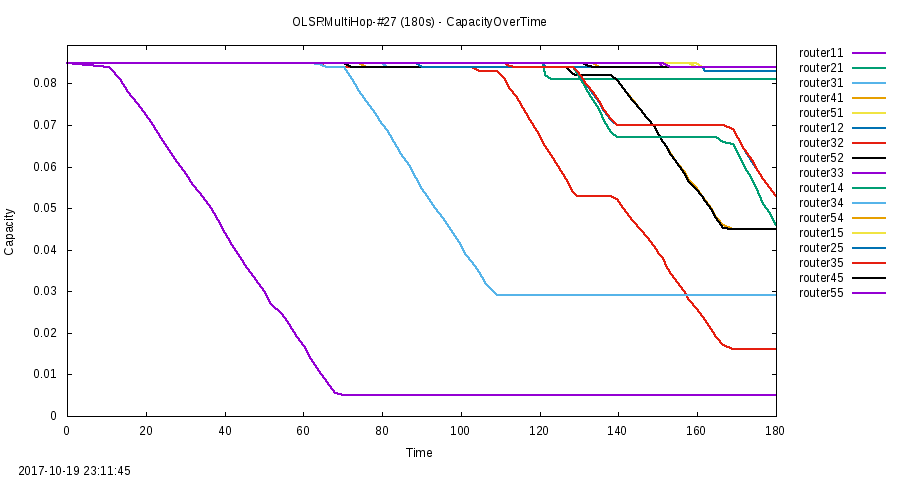 OLSRMultiHop-#27 (180s) - CapacityOverTime
Capacity
0.08
0.07
0.06
0.05
0.04
0.03
0.02
0.01
0
0 20 40 60 80 100 120 140 160 180
Time
router11
router21
router31
router41
router51
router12
router32
router52
router33
router14
router34
router54
router15
router25
router35
router45
router55
2017-10-19 23:11:45